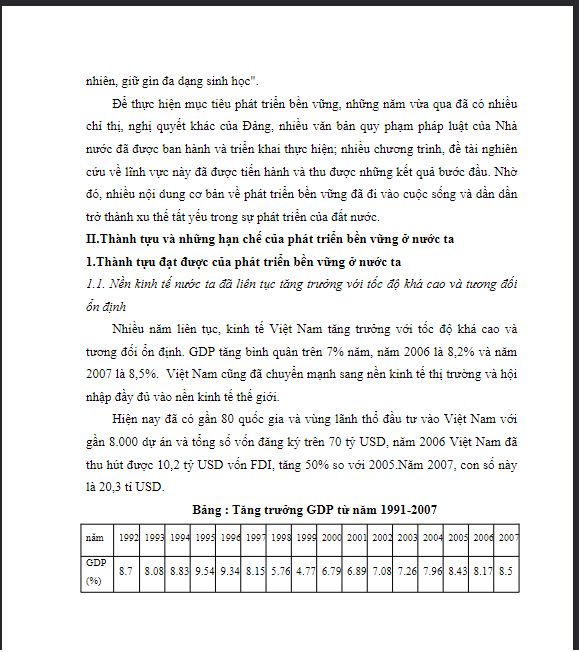 nhiên, giữ gìn đa dạng sinh học".
Để thực hiện mục tiêu phát triển bền vững, những năm vừa qua đã có nhiều
chỉ thị, nghị quyết khác của Đảng, nhiều văn bản quy phạm pháp luật của Nhà
nước đã được ban hành và triển khai thực hiện; nhiều chương trình, đề tài nghiên
cứu về lĩnh vực này đã được tiến hành và thu được những kết quả bước đầu. Nhờ
đó, nhiều nội dung cơ bản về phát triển bền vững đã đi vào cuộc sống và dần dần
trở thành xu thế tất yếu trong sự phát triển của đất nước.
II.Thành tựu và những hạn chế của phát triển bền vững ở nước ta
1.Thành tựu đạt được của phát triển bền vững ở nước ta
1.1. Nền kinh tế nước ta đã liên tục tăng trưởng với tốc độ khá cao và tương đối
ổn định
Nhiều năm liên tục, kinh tế Việt Nam tăng trưởng với tốc độ khá cao và
tương đối ổn định. GDP tăng bình quân trên 7% năm, năm 2006 là 8,2% và năm
2007 là 8,5%. Việt Nam cũng đã chuyển mạnh sang nền kinh tế thị trường và hội
nhập đầy đủ vào nền kinh tế thế giới.
Hiện nay đã có gần 80 quốc gia và vùng lãnh thổ đầu tư vào Việt Nam với
gần 8.000 dự án và tổng số vốn đăng ký trên 70 tỷ USD, năm 2006 Việt Nam đã
thu hút được 10,2 tỷ USD vốn FDI, tăng 50% so với 2005.Năm 2007, con số này
là 20,3 tỉ USD.
Bảng : Tăng trưởng GDP từ năm 1991-2007
năm 1992 1993 1994 1995 1996 1997 1998 1999 2000 2001 2002 2003 2004 2005 2006 2007
GDP (%) 8.7 8.08 8.83 9.54 9.34 8.15 5.76 4.77 6.79 6.89 7.08 7.26 7.96 8.43 8.17 8.5